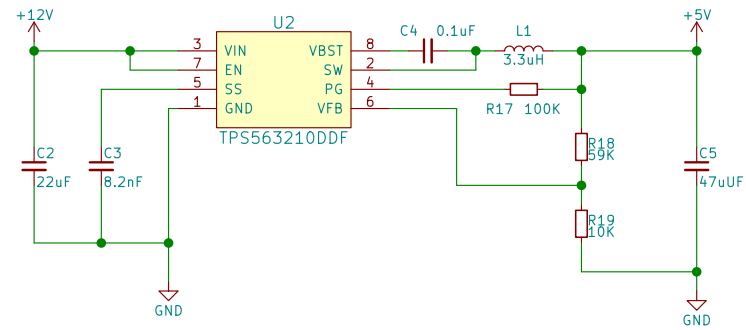 +12V
U2
C4
0.1uF
L1
3.3uH
+5V
3
VIN
VBST
8
7
EN
SW
2
5
SS
PG
4
1
GND
VFB
6
R17 100K
TPS563210DDF
C2
22uF
C3
8.2nF
R18
59K
C5
47uUF
R19
10K
GND
GND